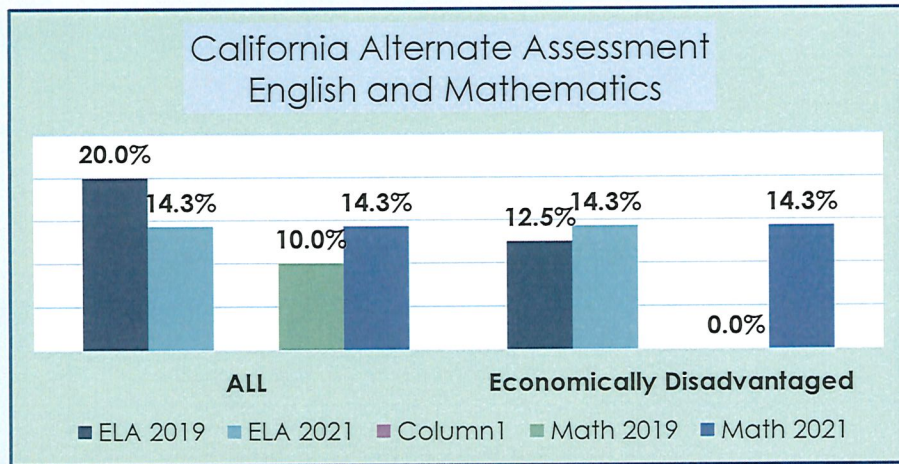 California Alternate Assessment
English and Mathematics
20.0%
14.3%
10.0%
14.3%
12.5%
14.3%
0.0%
14.3%
ALL
Economically Disadvantaged
ELA 2019 ELA 2021 Column1 Math 2019 Math 2021